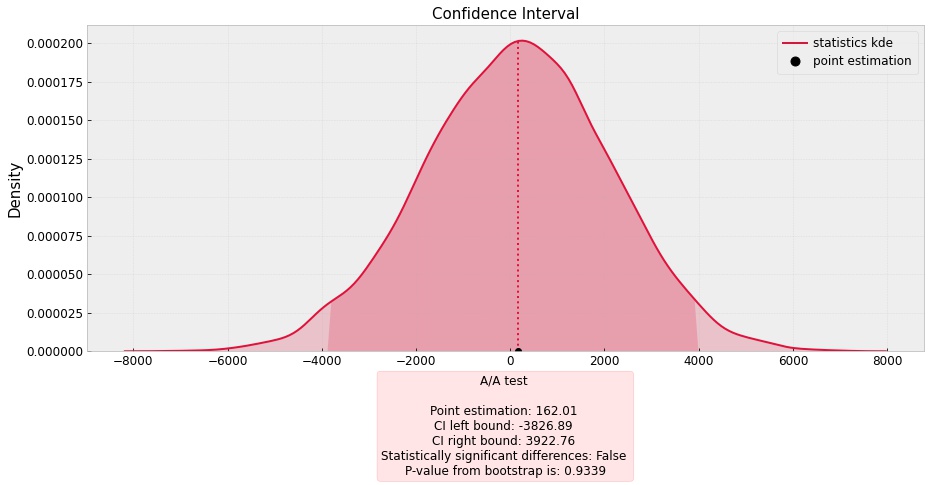 Confidence Interval
statistics kde
point estimation
Density
0.000200
0.000175
0.000150
0.000125
0.000100
0.000075
0.000050
0.000025
0.000000
−8000 −6000 −4000 −2000 0 2000 4000 6000 8000
A/A test
Point estimation: 162.01
CI left bound: -3826.89
CI right bound: 3922.76
Statistically significant differences: False
P-value from bootstrap is: 0.9339